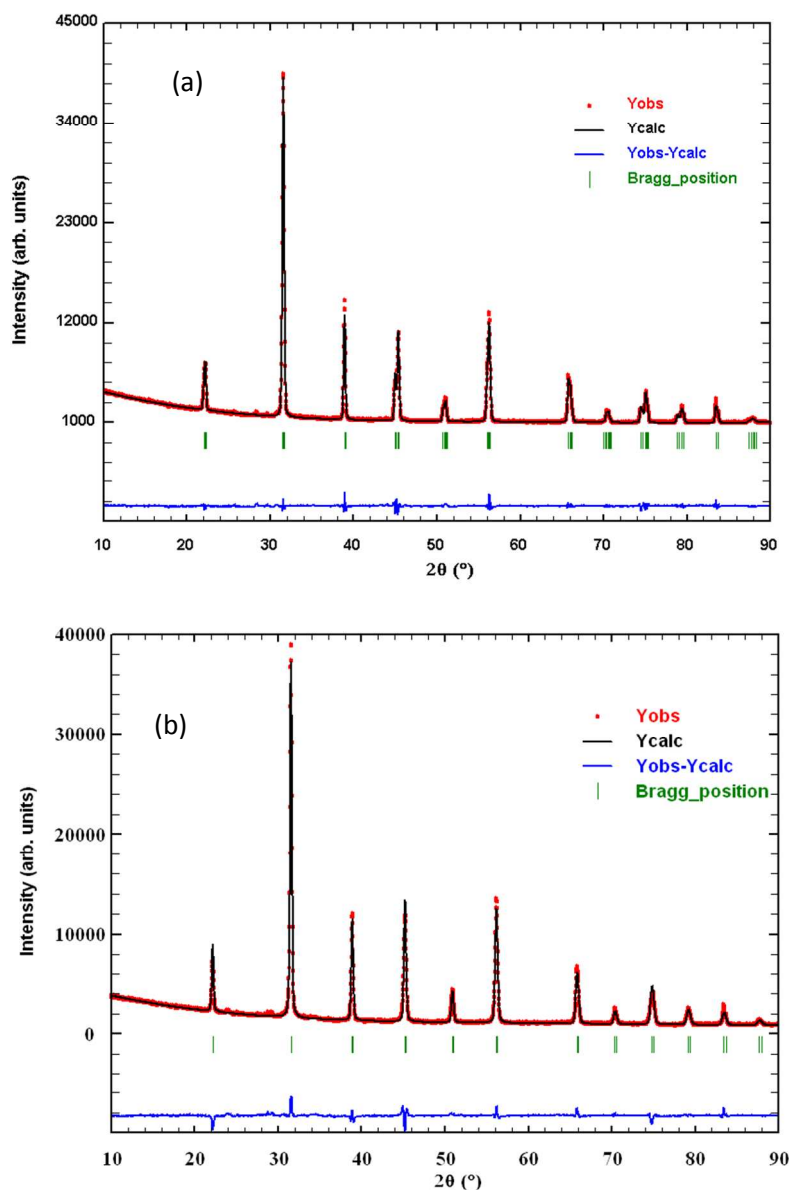 45000
(a)
Yobs
34000
Ycalc
Yobs-Ycalc
Bragg_position
23000
Intensity (arb. units)
12000
1000
10 20 30 40 50 60 70 80 90
2θ (°)
40000
(b)
Yobs
Ycalc
30000
Yobs-Ycalc
Bragg_position
20000
Intensity (arb. units)
10000
0
10 20 30 40 50 60 70 80 90
2θ (°)